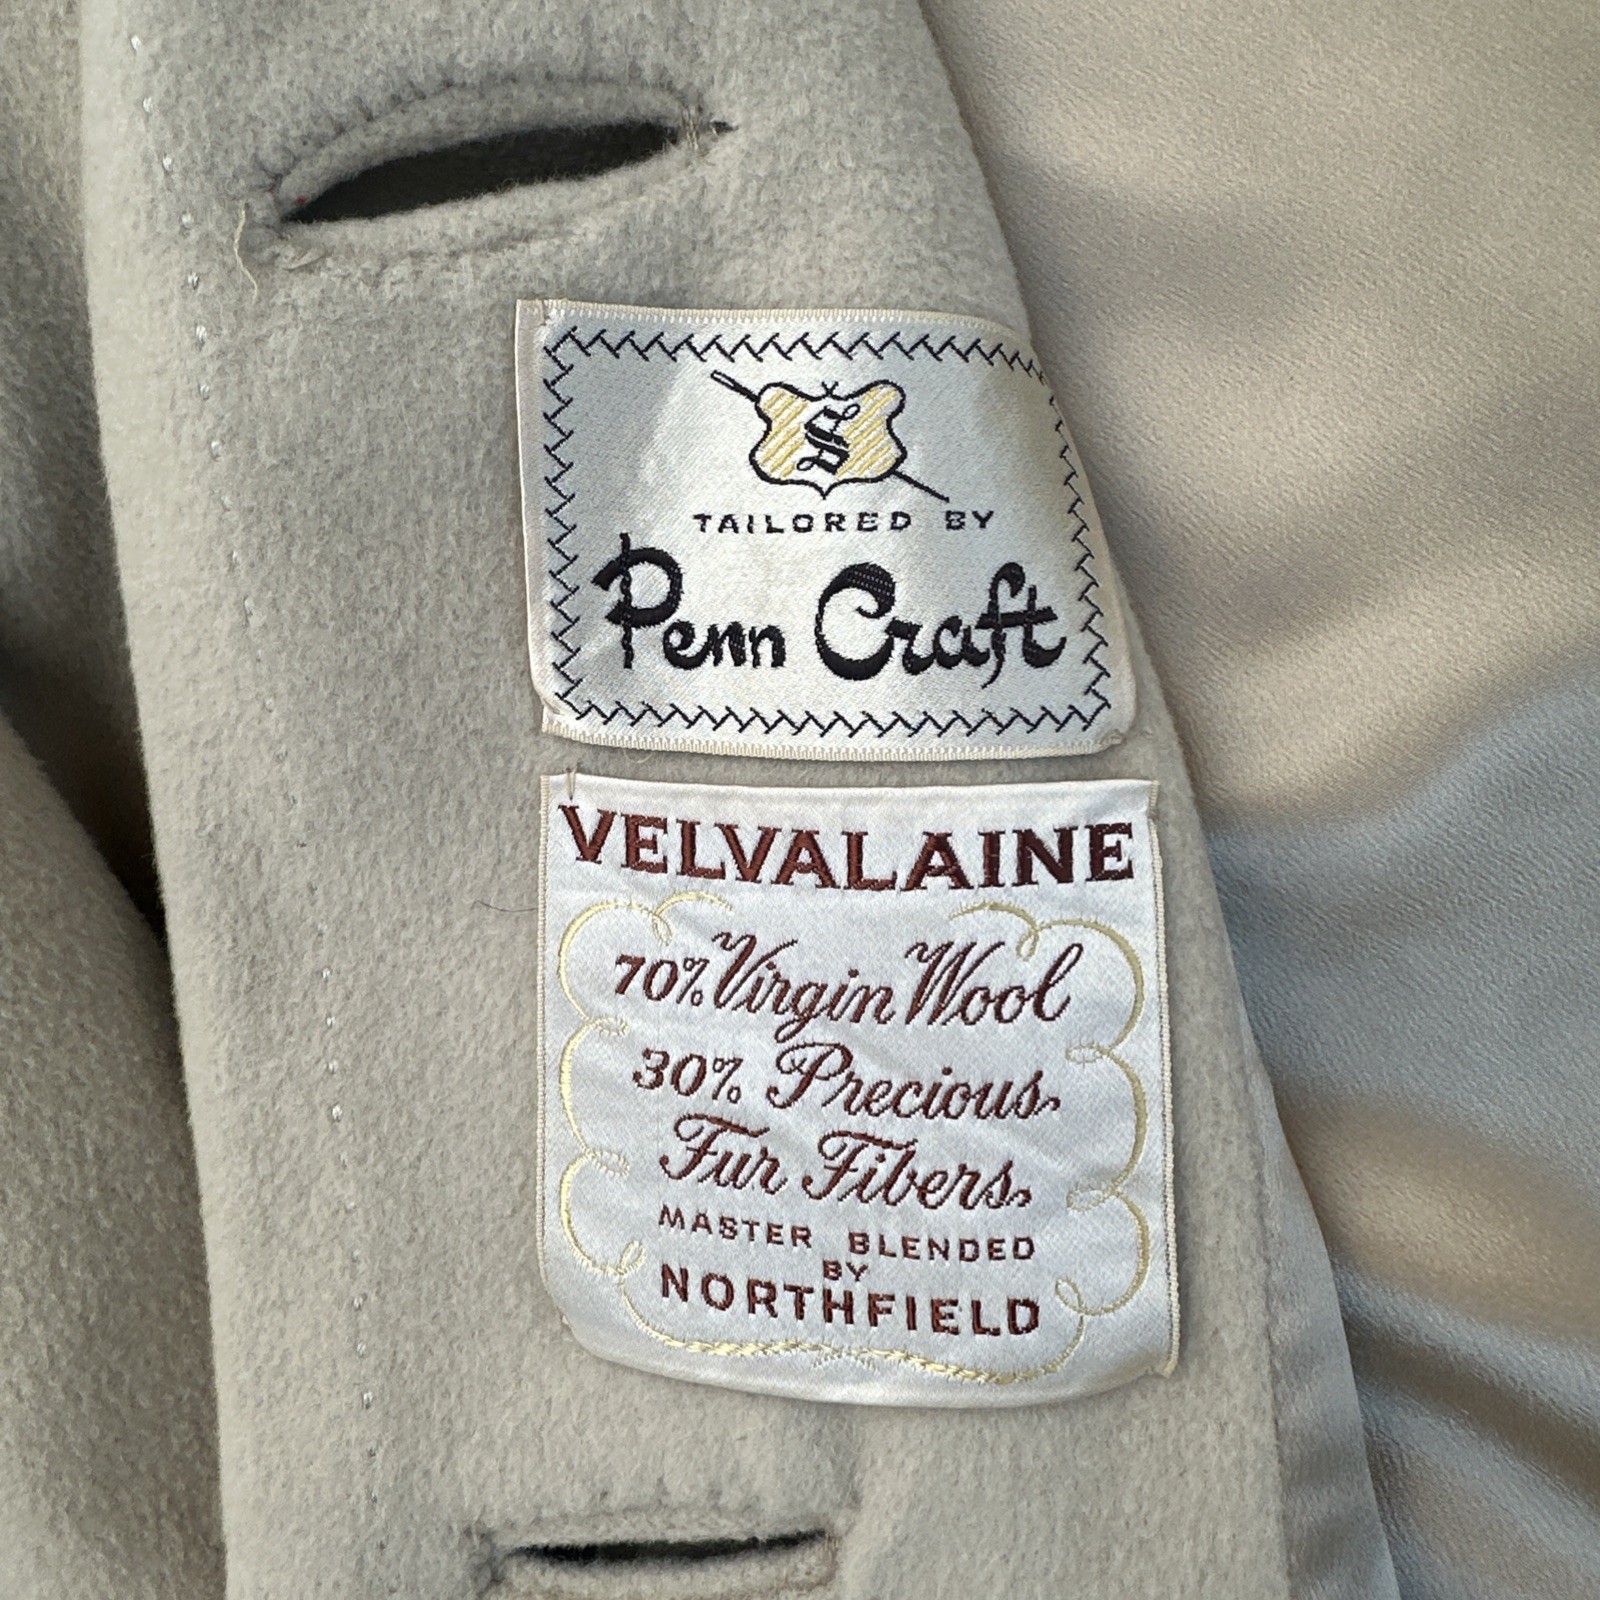 S
TAILORED BY
Penn Craft
VELVALAINE
70% Virgin Wool
30% Precious
Fur Fibers
MASTER BLENDED
BY
NORTHFIELD